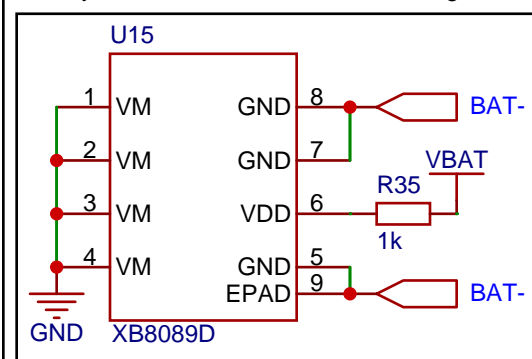 U15
1 VM GND 8 BAT-
2 VM GND 7
VBAT
R35
3 VM VDD 6
1k
4 VM GND 5
EPAD 9 BAT-
GND XB8089D